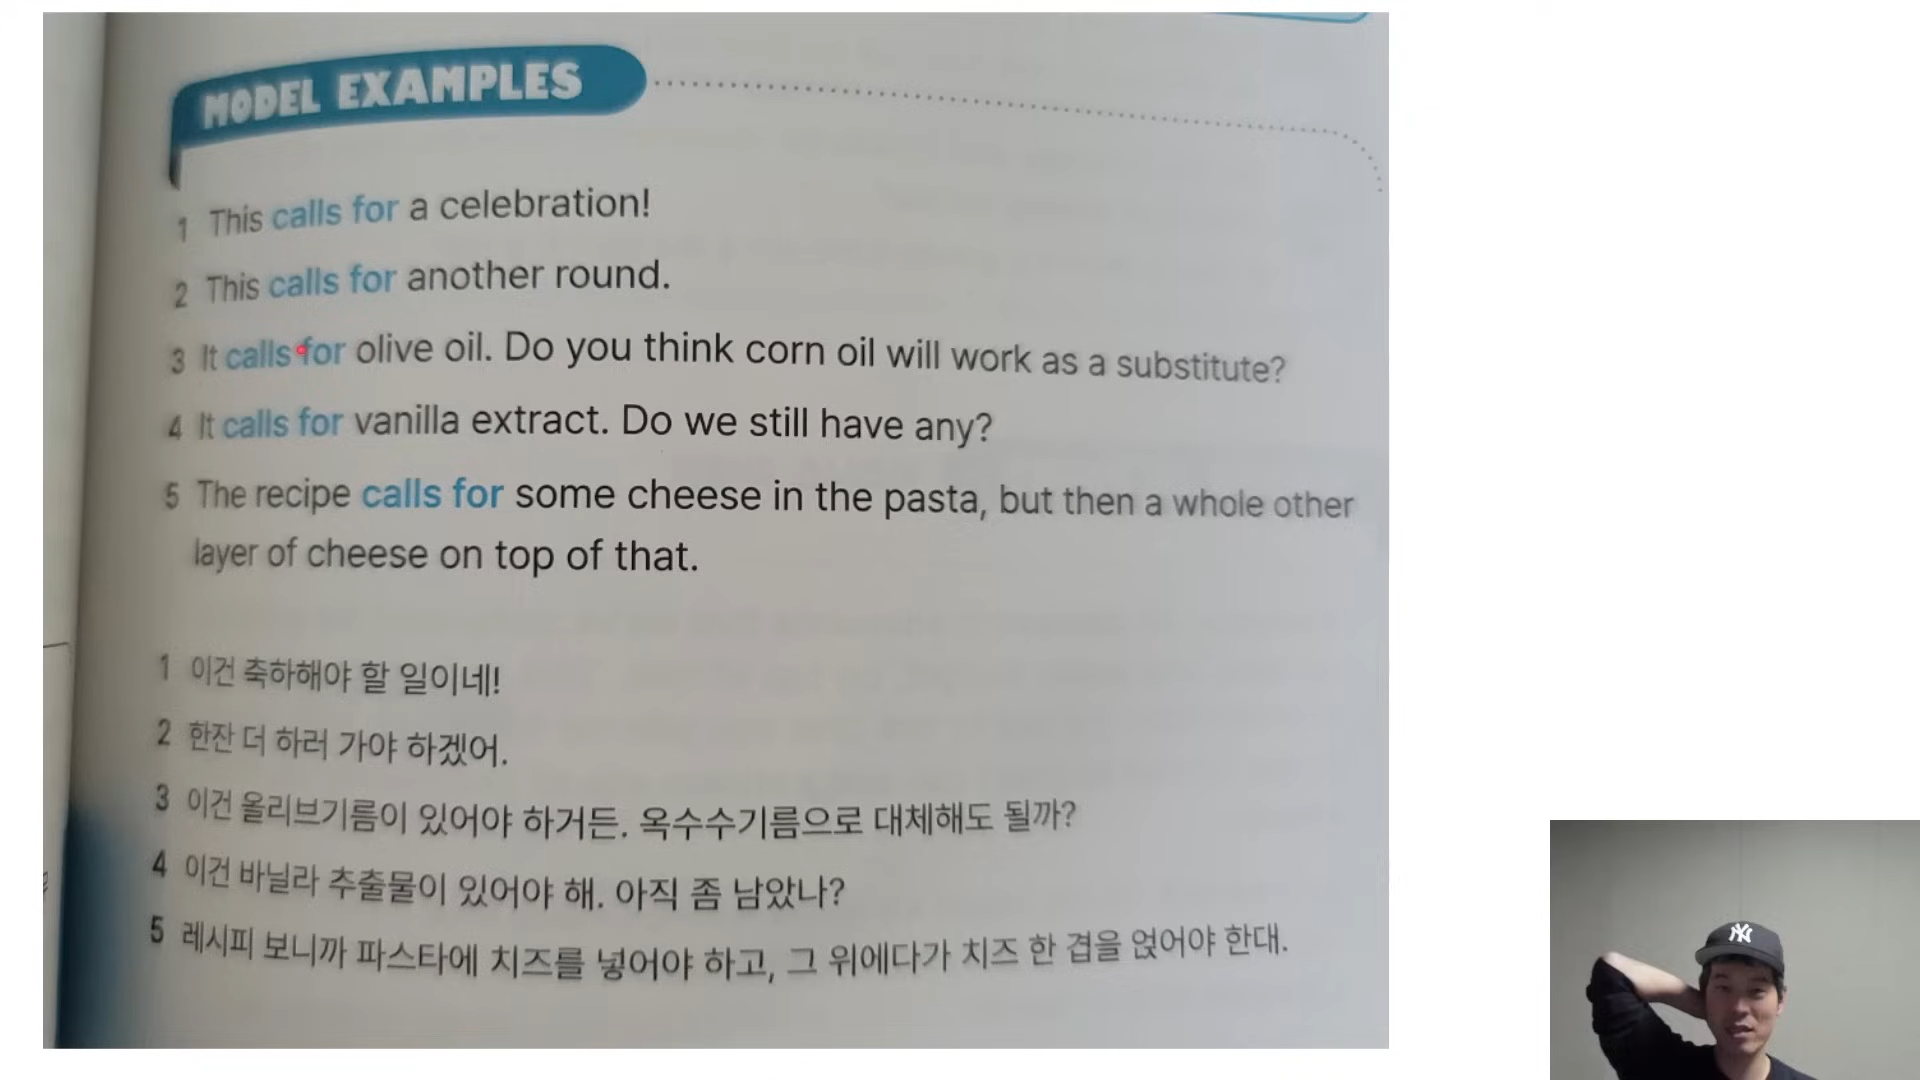 MODEL EXAMPLES
1 This calls for a celebration!
2 This calls for another round.
3 It calls for olive oil. Do you think corn oil will work as a substitute?
4 It calls for vanilla extract. Do we still have any?
5 The recipe calls for some cheese in the pasta, but then a whole other
layer of cheese on top of that.
1 이건 축하해야 할 일이네!
2 한잔 더 하러 가야 하겠어.
3 이건 올리브기름이 있어야 하거든. 옥수수기름으로 대체해도 될까?
4 이건 바닐라 추출물이 있어야 해. 아직 좀 남았나?
5 레시피 보니까 파스타에 치즈를 넣어야 하고, 그 위에다가 치즈 한 겹을 얹어야 한대.
NY